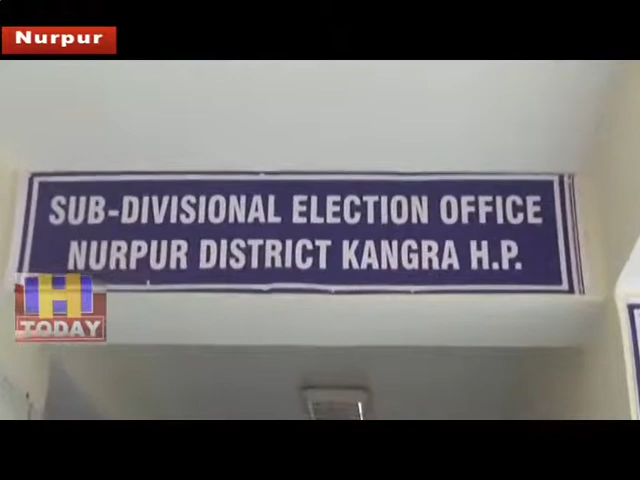 Nurpur
SUB-DIVISIONAL ELECTION OFFICE
NURPUR DISTRICT KANGRA H.P.
H
TODAY